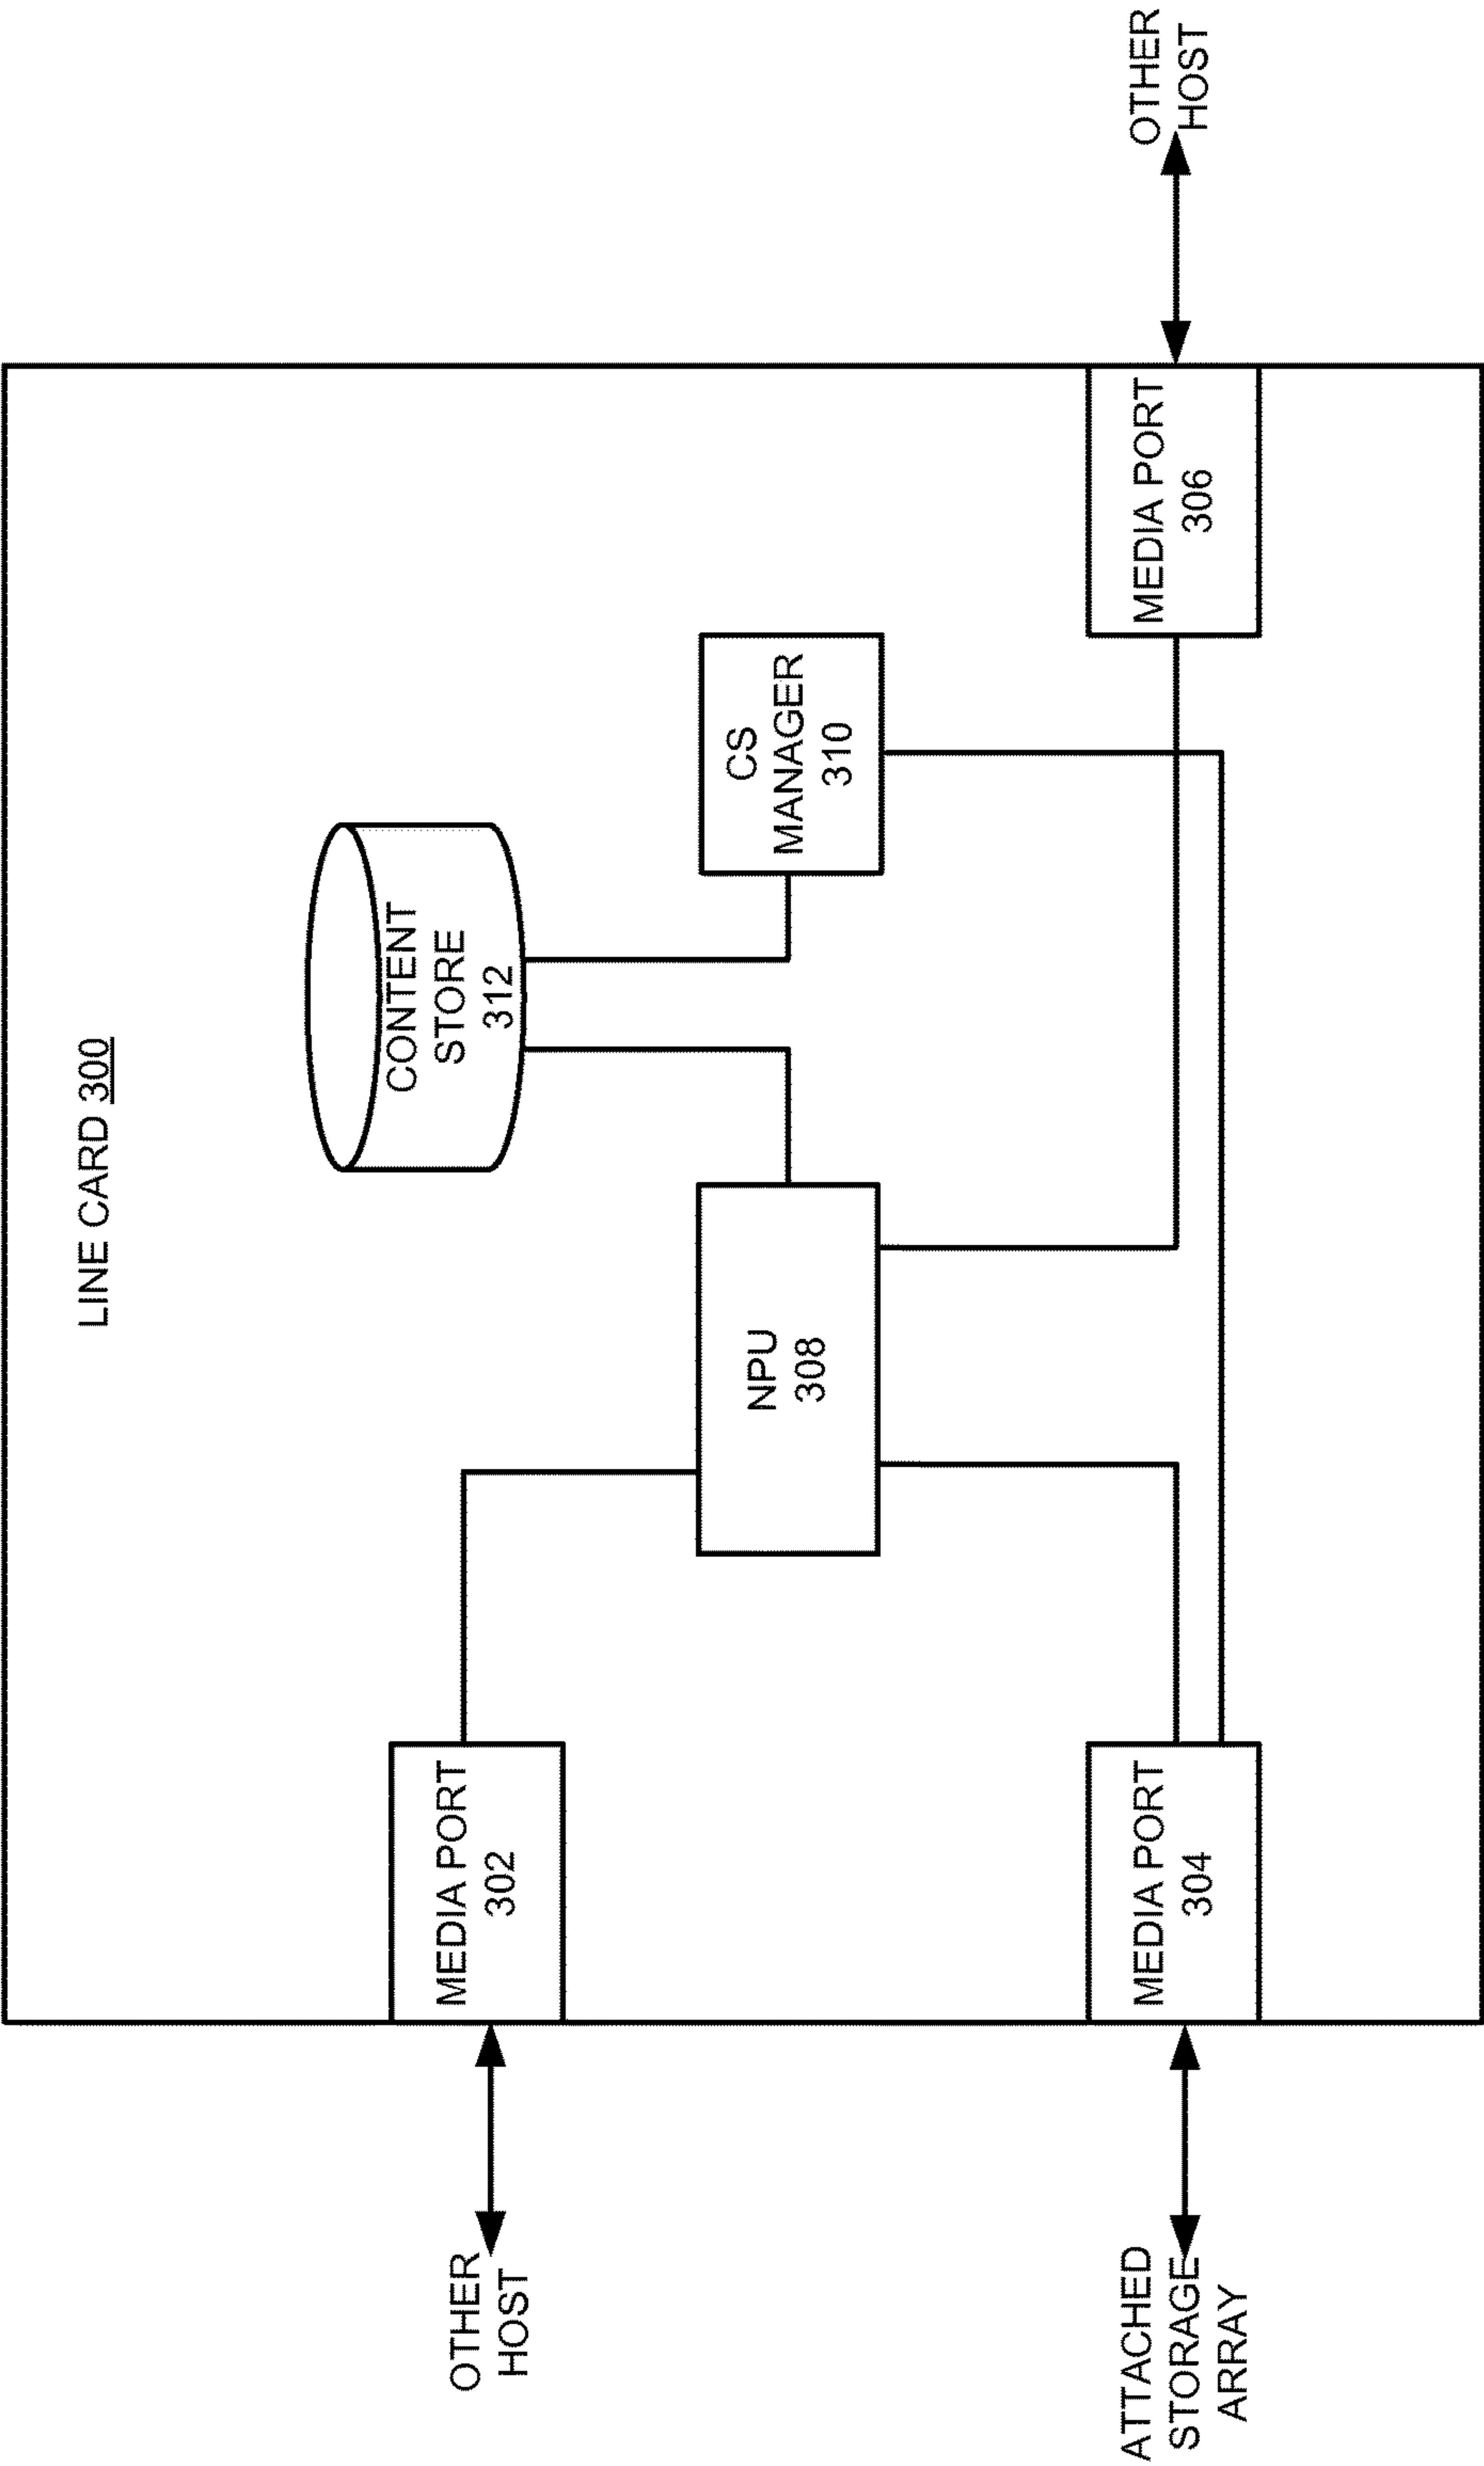 LINE CARD 300
CONTENT
STORE
312
MEDIA PORT
302
OTHER
HOST
NPU
308
CS
MANAGER
310
MEDIA PORT
304
ATTACHED
STORAGE
ARRAY
MEDIA PORT
306
OTHER
HOST